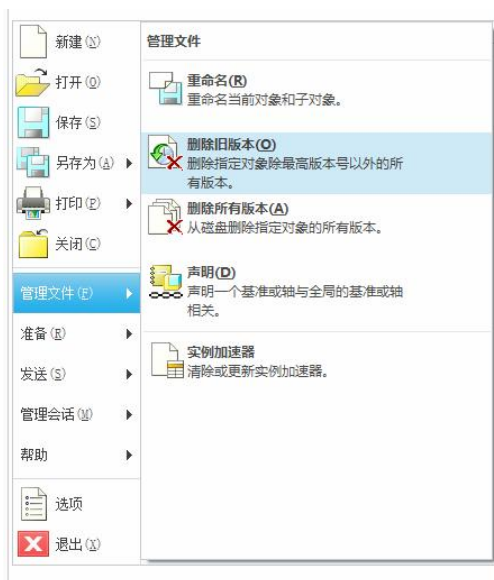 新建(N)
打开(O)
保存(S)
另存为(A)
打印(P)
关闭(C)
管理文件(F)
准备(R)
发送(S)
管理会话(M)
帮助
选项
退出(X)
管理文件
重命名(R)
重命名当前对象和子对象。
删除旧版本(O)
删除指定对象除最高版本号以外的所
有版本。
删除所有版本(A)
从磁盘删除指定对象的所有版本。
声明(D)
声明一个基准或轴与全局的基准或轴
相关。
实例加速器
清除或更新实例加速器。